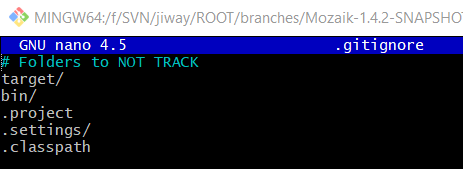 MINGW64:/f/SVN/jiway/ROOT/branches/Mozaik-1.4.2-SNAPSHO
GNU nano 4.5 .gitignore
# Folders to NOT TRACK
target/
bin/
.project
.settings/
.classpath